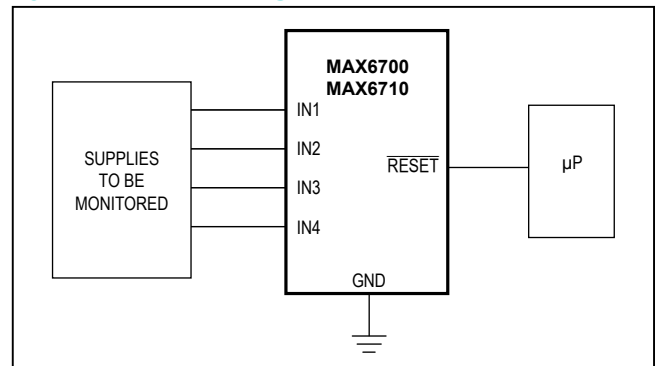 MAX6700
MAX6710
SUPPLIES
TO BE
MONITORED
IN1
IN2
IN3
IN4
RESET
GND
µP